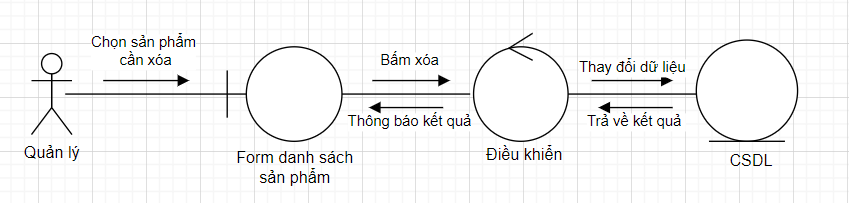 Chọn sản phẩm
cần xóa
Quản lý
Form danh sách
sản phẩm
Bấm xóa
Thông báo kết quả
Điều khiển
Thay đổi dữ liệu
Trả về kết quả
CSDL